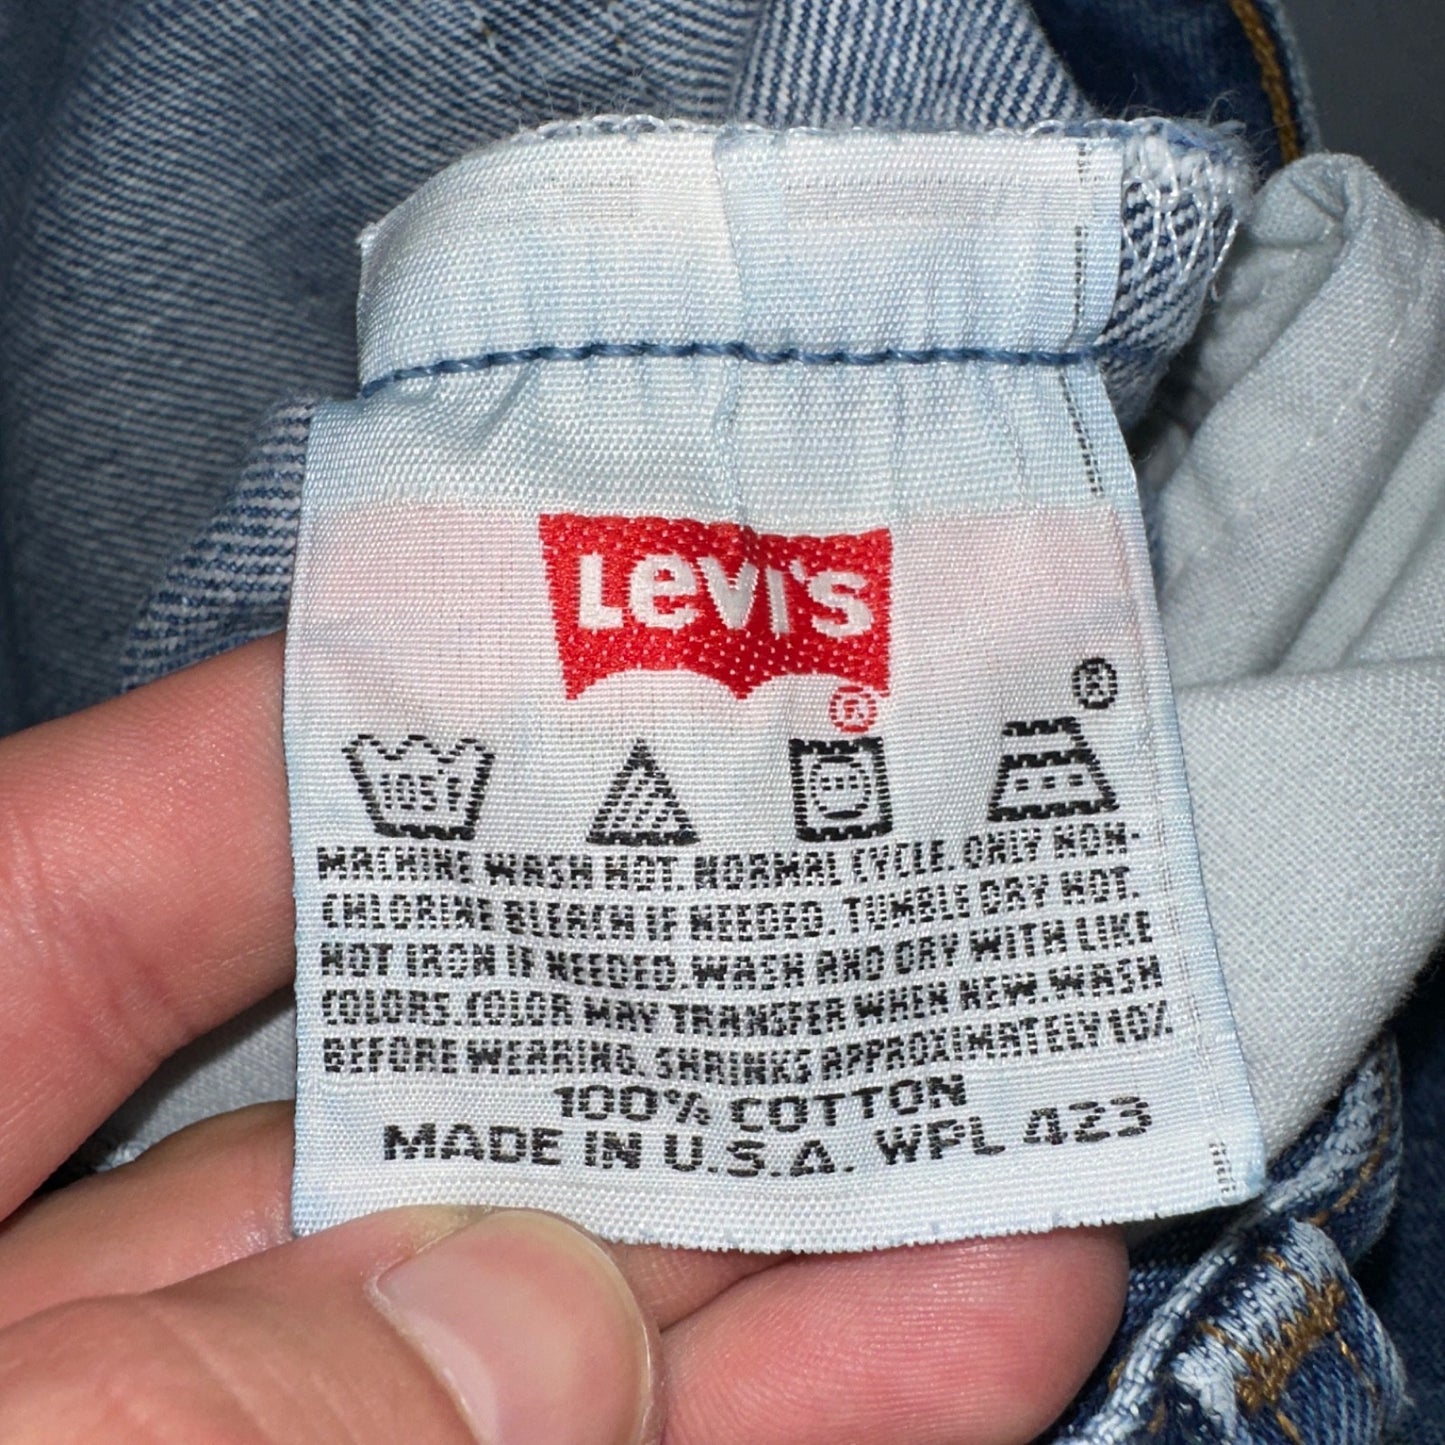 LEVI'S
®
®
105°F
MACHINE WASH HOT. NORMAL CYCLE. ONLY NON-
CHLORINE BLEACH IF NEEDED. TUMBLE DRY HOT.
HOT IRON IF NEEDED. WASH AND DRY WITH LIKE
COLORS. COLOR MAY TRANSFER WHEN NEW. WASH
BEFORE WEARING. SHRINKS APPROXIMATELY 10%
100% COTTON
MADE IN U.S.A. WPL 423